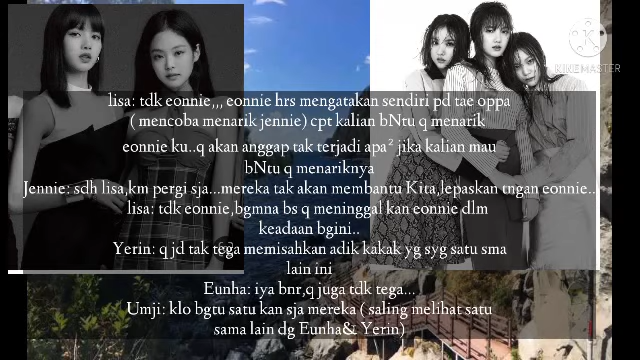 KINEMASTER
lisa: tdk eonnie,,, eonnie hrs mengatakan sendiri pd tae oppa
( mencoba menarik jennie) cpt kalian bNtu q menarik
eonnie ku..q akan anggap tak terjadi apa² jika kalian mau
bNtu q menariknya
Jennie: sdh lisa,km pergi sja...mereka tak akan membantu Kita,lepaskan tngan eonnie..
lisa: tdk eonnie,bgmna bs q meninggal kan eonnie dlm
keadaan bgini..
Yerin: q jd tak tega memisahkan adik kakak yg syg satu sma
lain ini
Eunha: iya bnr,q juga tdk tega...
Umji: klo bgtu satu kan sja mereka ( saling melihat satu
sama lain dg Eunha& Yerin)